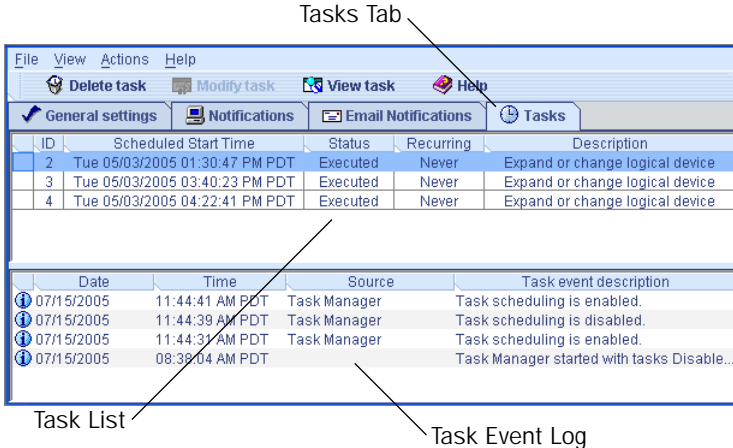 Tasks Tab
File View Actions Help
Delete task Modify task View task Help
General settings Notifications Email Notifications Tasks
ID Scheduled Start Time Status Recurring Description
2 Tue 05/03/2005 01:30:47 PM PDT Executed Never Expand or change logical device
3 Tue 05/03/2005 03:40:23 PM PDT Executed Never Expand or change logical device
4 Tue 05/03/2005 04:22:41 PM PDT Executed Never Expand or change logical device
Date Time Source Task event description
07/15/2005 11:44:41 AM PDT Task Manager Task scheduling is enabled.
07/15/2005 11:44:39 AM PDT Task Manager Task scheduling is disabled.
07/15/2005 11:44:31 AM PDT Task Manager Task scheduling is enabled.
07/15/2005 08:38:04 AM PDT Task Manager started with tasks Disable...
Task List
Task Event Log